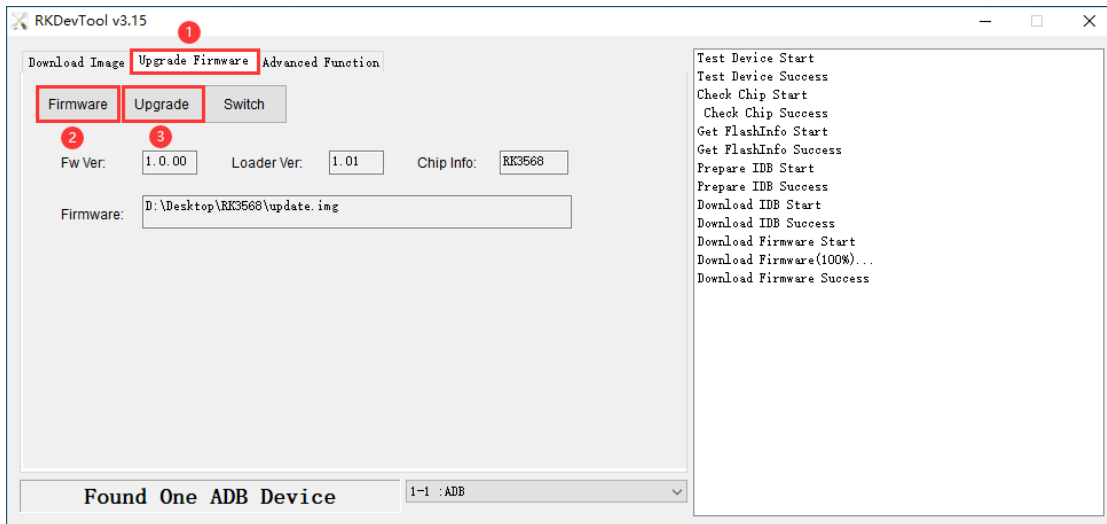 RKDevTool v3.15
1
Download Image Upgrade Firmware Advanced Function
Firmware Upgrade Switch
2 3
Fw Ver: 1.0.00 Loader Ver: 1.01 Chip Info: RK3568
Firmware: D:\Desktop\RK3568\update.img
Found One ADB Device 1-1 :ADB
Test Device Start
Test Device Success
Check Chip Start
Check Chip Success
Get FlashInfo Start
Get FlashInfo Success
Prepare IDB Start
Prepare IDB Success
Download IDB Start
Download IDB Success
Download Firmware Start
Download Firmware(100%)...
Download Firmware Success